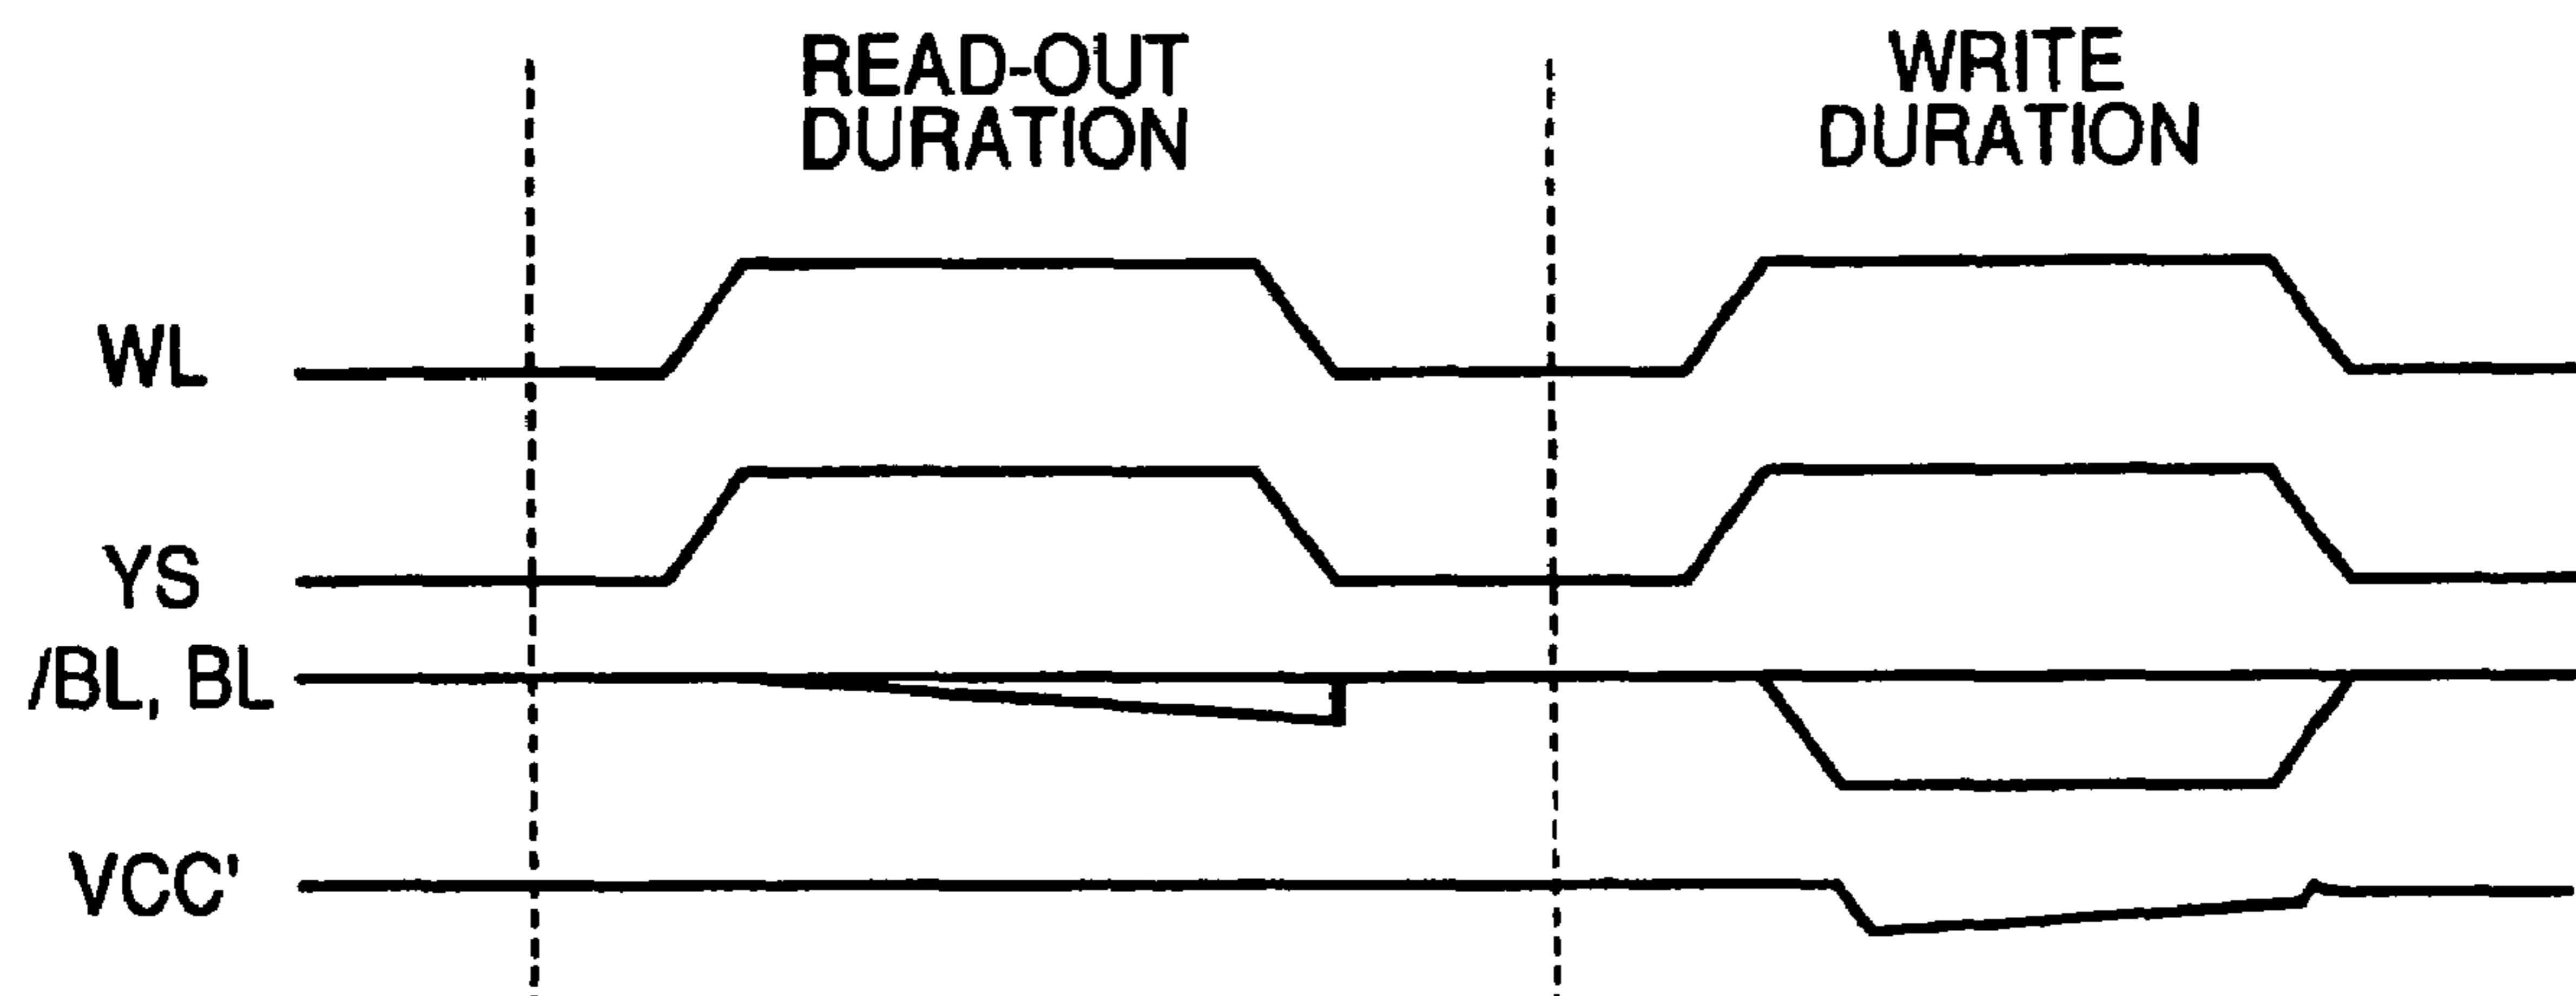 READ-OUT
DURATION
WRITE
DURATION
WL
YS
/BL, BL
VCC'